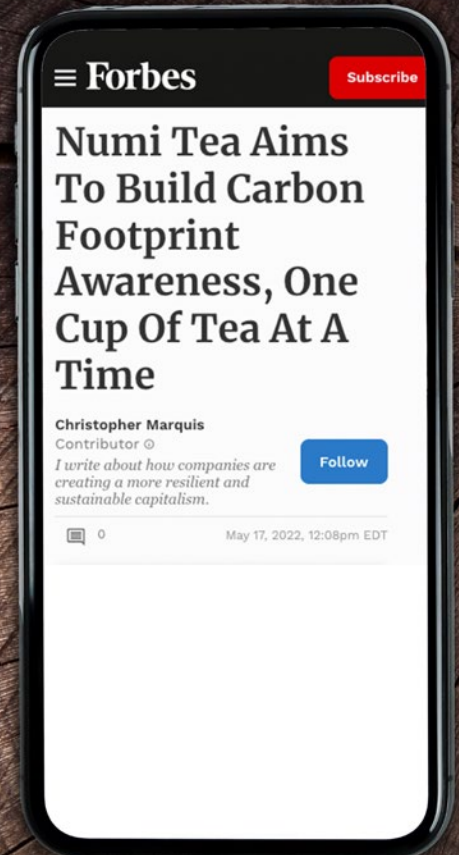 Forbes
Subscribe
Numi Tea Aims
To Build Carbon
Footprint
Awareness, One
Cup Of Tea At A
Time
Christopher Marquis
Contributor
Follow
I write about how companies are
creating a more resilient and
sustainable capitalism.
0
May 17, 2022, 12:08pm EDT